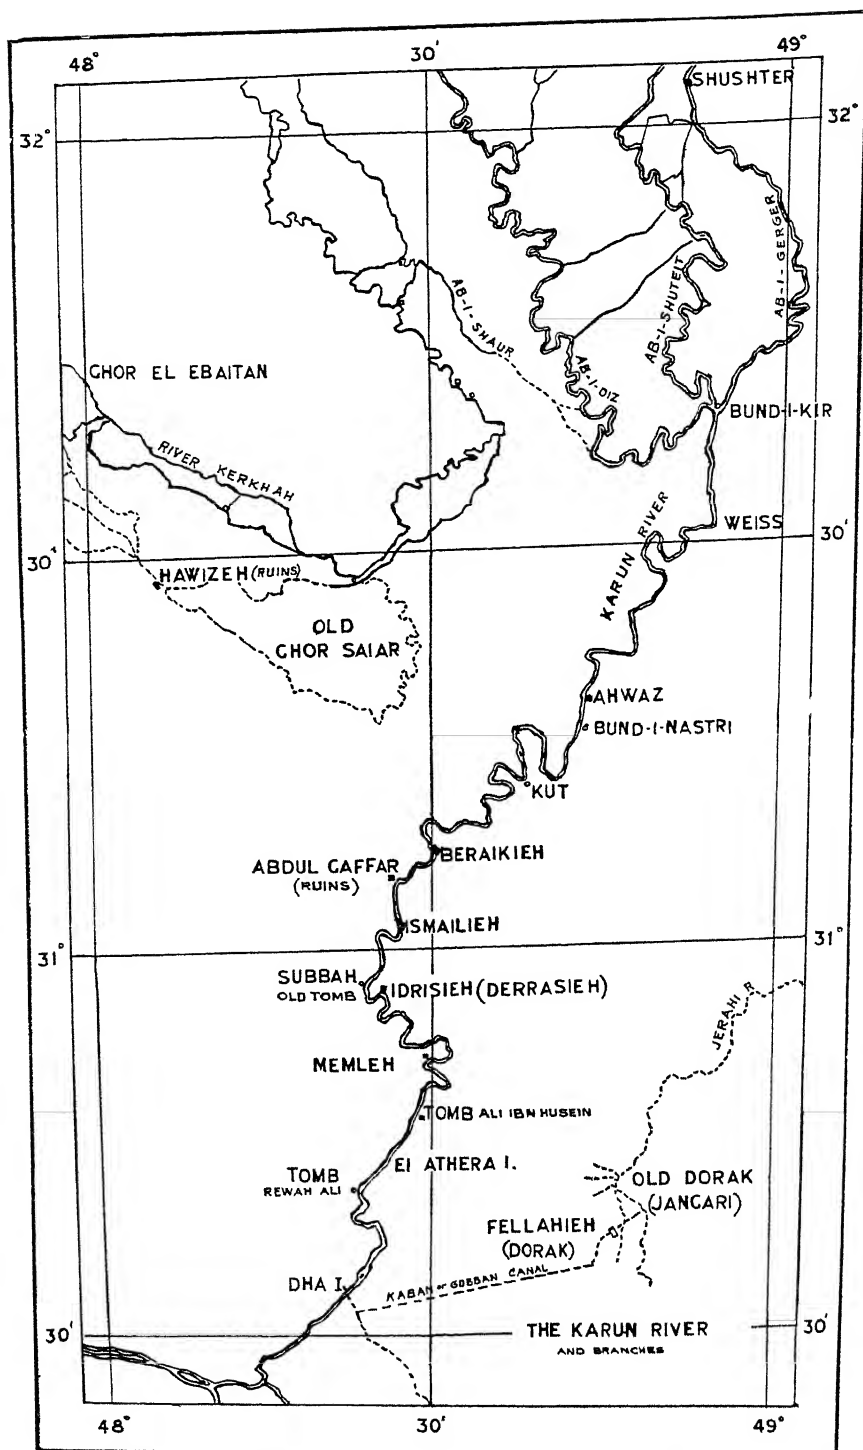 48°
30'
49°
SHUSHTER
32°
32°
AB-I-GERGER
AB-I-SHUTEIT
AB-I-SHAUR
AB-I-DIZ
GHOR EL EBAITAN
BUND-I-KIR
RIVER KERKHAH
WEISS
KARUN RIVER
30'
30'
HAWIZEH (RUINS)
OLD
GHOR SAIAR
AHWAZ
BUND-I-NASTRI
KUT
BERAIKIEH
ABDUL GAFFAR
(RUINS)
ISMAILIEH
31°
31°
SUBBAH
OLD TOMB
IDRISIEH (DERRASIEH)
JERAHI R
MEMLEH
TOMB ALI IBN HUSEIN
El ATHERA I.
TOMB
REWAH ALI
OLD DORAK
(JANGARI)
FELLAHIEH
(DORAK)
DHA I.
KABAN or GOBBAN CANAL
30'
30'
THE KARUN RIVER
AND BRANCHES
48°
30'
49°